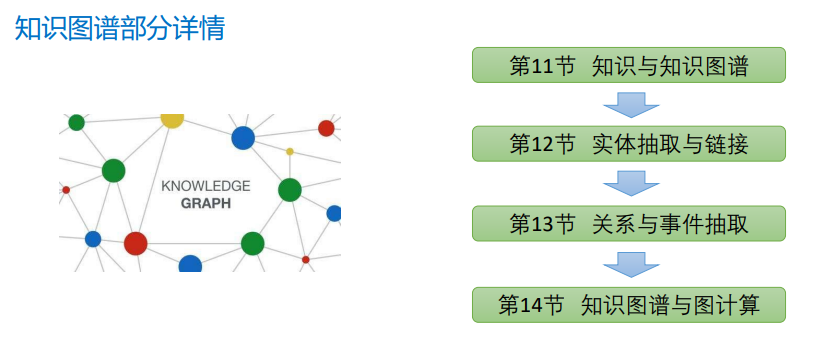 知识图谱部分详情
KNOWLEDGE
GRAPH
第11节 知识与知识图谱
第12节 实体抽取与链接
第13节 关系与事件抽取
第14节 知识图谱与图计算